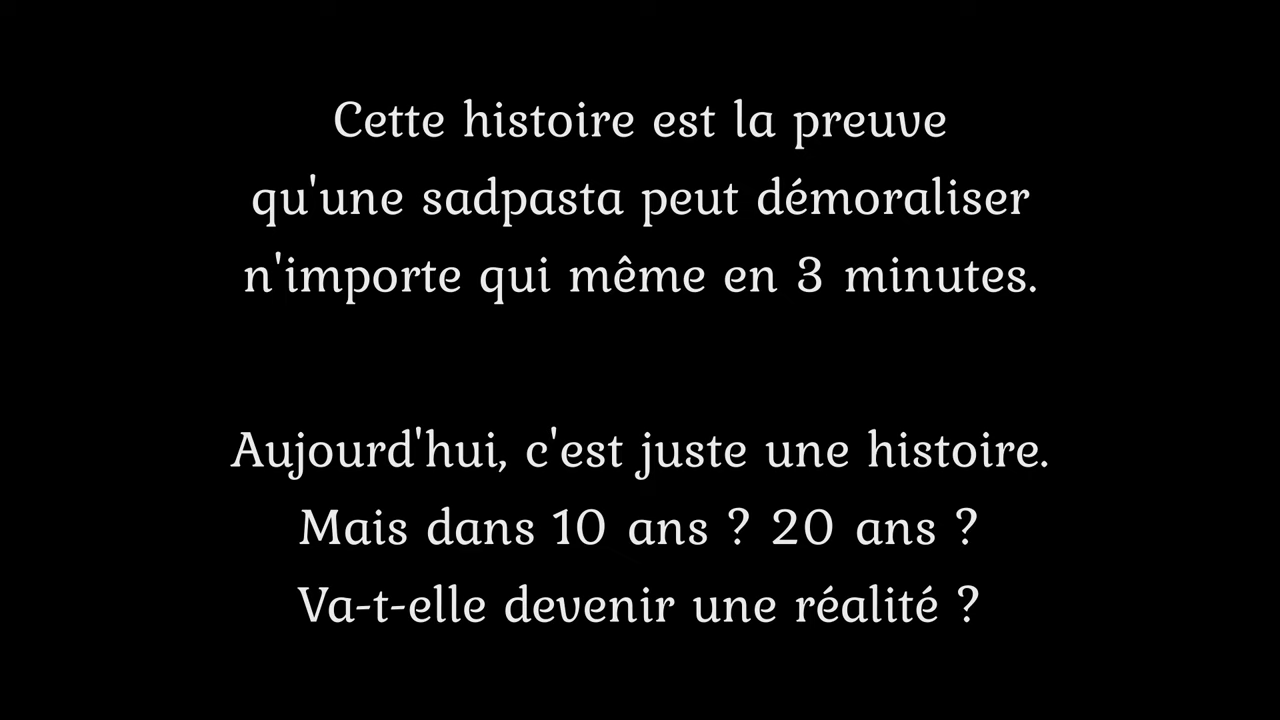 Cette histoire est la preuve
qu'une sadpasta peut démoraliser
n'importe qui même en 3 minutes.
Aujourd'hui, c'est juste une histoire.
Mais dans 10 ans ? 20 ans ?
Va-t-elle devenir une réalité ?